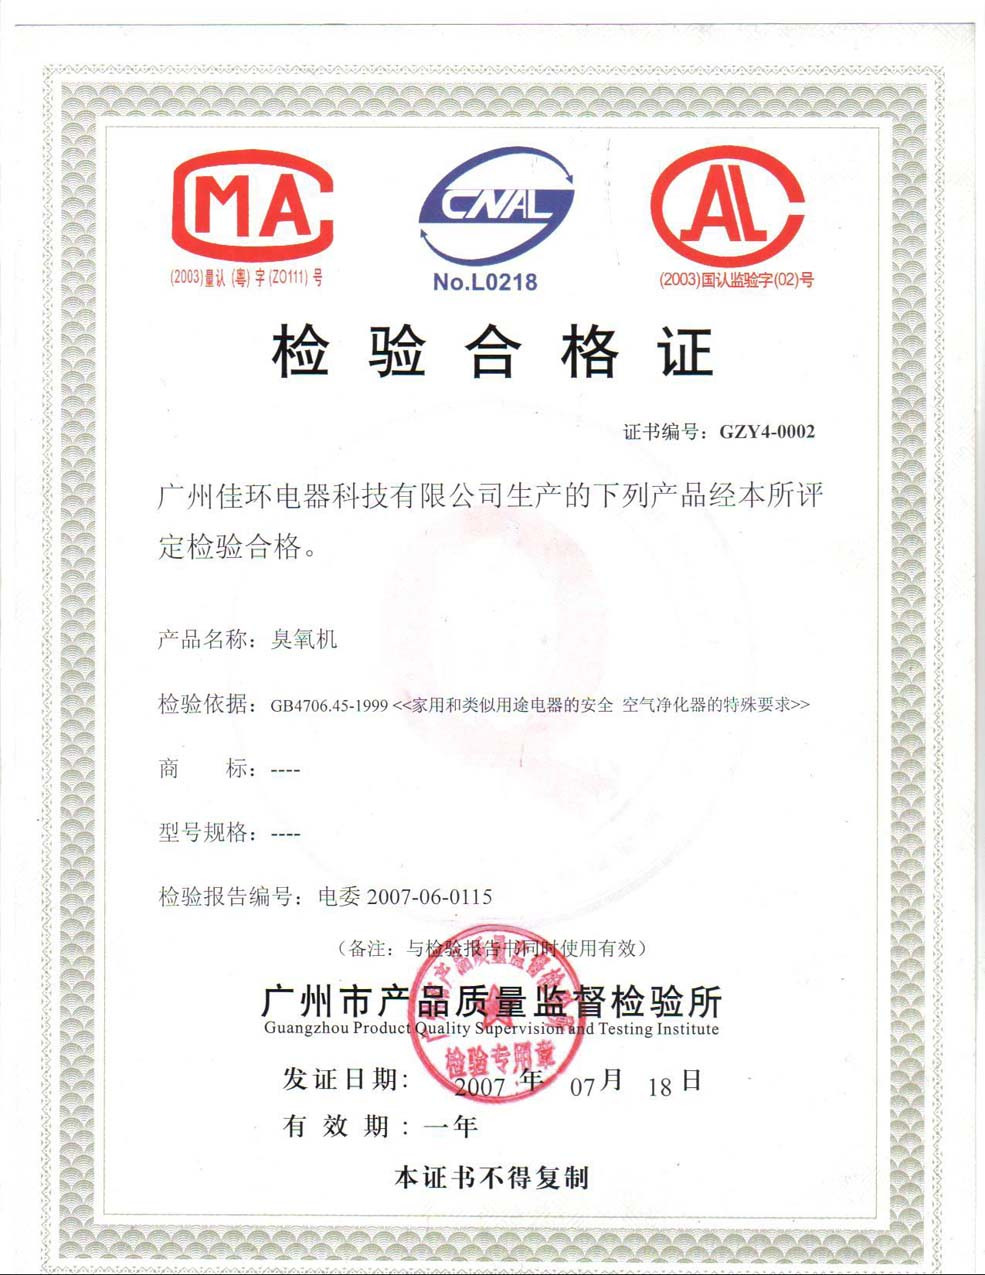 MA
CNAL
AL
(2003)量认(粤)字(Z0111)号
No.L0218
(2003)国认监验字(02)号
检验合格证
证书编号：GZY4-0002
广州佳环电器科技有限公司生产的下列产品经本所评
定检验合格。
产品名称：臭氧机
检验依据：GB4706.45-1999 <<家用和类似用途电器的安全 空气净化器的特殊要求>>
商 标：----
型号规格：----
检验报告编号：电委 2007-06-0115
（备注：与检验报告书同时使用有效）
广州市产品质量监督检验所
Guangzhou Product Quality Supervision and Testing Institute
检验专用章
发证日期: 2007 年 07月 18 日
有 效 期：一年
本证书不得复制